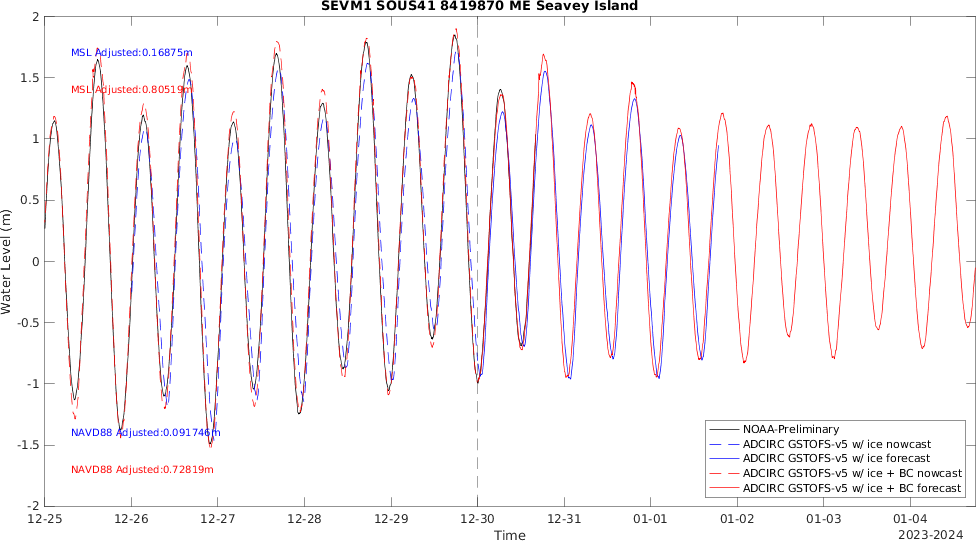 SEVM1 SOUS41 8419870 ME Seavey Island
2
1.5
1
0.5
0
-0.5
-1
-1.5
-2
Water Level (m)
MSL Adjusted:0.16875m
MSL Adjusted:0.80519m
NAVD88 Adjusted:0.091746m
NAVD88 Adjusted:0.72819m
NOAA-Preliminary
ADCIRC GSTOFS-v5 w/ ice nowcast
ADCIRC GSTOFS-v5 w/ ice forecast
ADCIRC GSTOFS-v5 w/ ice + BC nowcast
ADCIRC GSTOFS-v5 w/ ice + BC forecast
12-25 12-26 12-27 12-28 12-29 12-30 12-31 01-01 01-02 01-03 01-04
Time
2023-2024